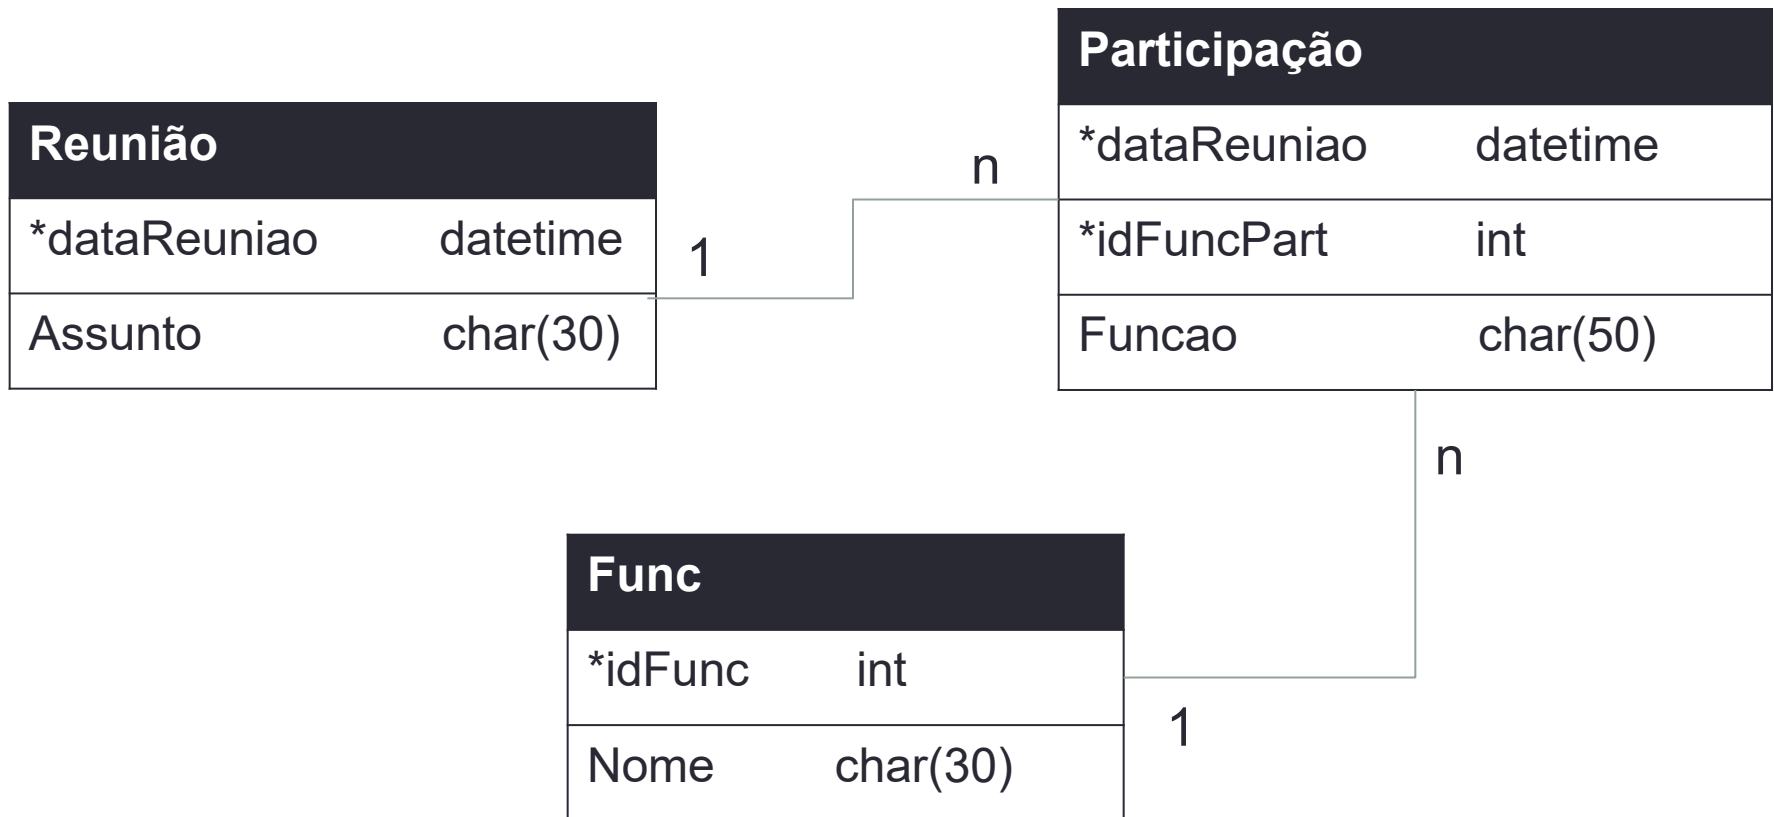 Reunião
*dataReuniao datetime
Assunto char(30)
1
n
Participação
*dataReuniao datetime
*idFuncPart int
Funcao char(50)
n
Func
*idFunc int
Nome char(30)
1